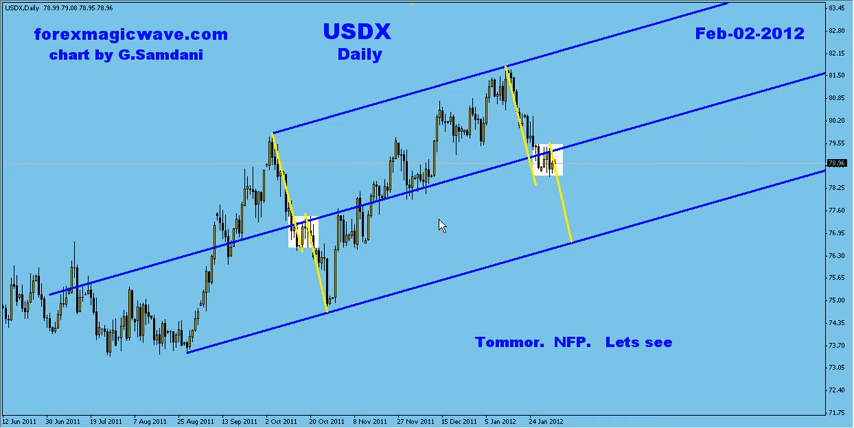 USDX,Daily 78.99 79.08 78.95 78.96
forexmagicwave.com
chart by G.Samdani
USDX
Daily
Feb-02-2012
83.45
82.80
82.15
81.50
80.85
80.20
79.55
78.96
78.25
77.60
76.95
76.30
75.65
75.00
74.35
73.70
73.05
72.40
71.75
Tommor. NFP. Lets see
12 Jun 2011 30 Jun 2011 19 Jul 2011 7 Aug 2011 25 Aug 2011 13 Sep 2011 2 Oct 2011 20 Oct 2011 8 Nov 2011 27 Nov 2011 15 Dec 2011 5 Jan 2012 24 Jan 2012